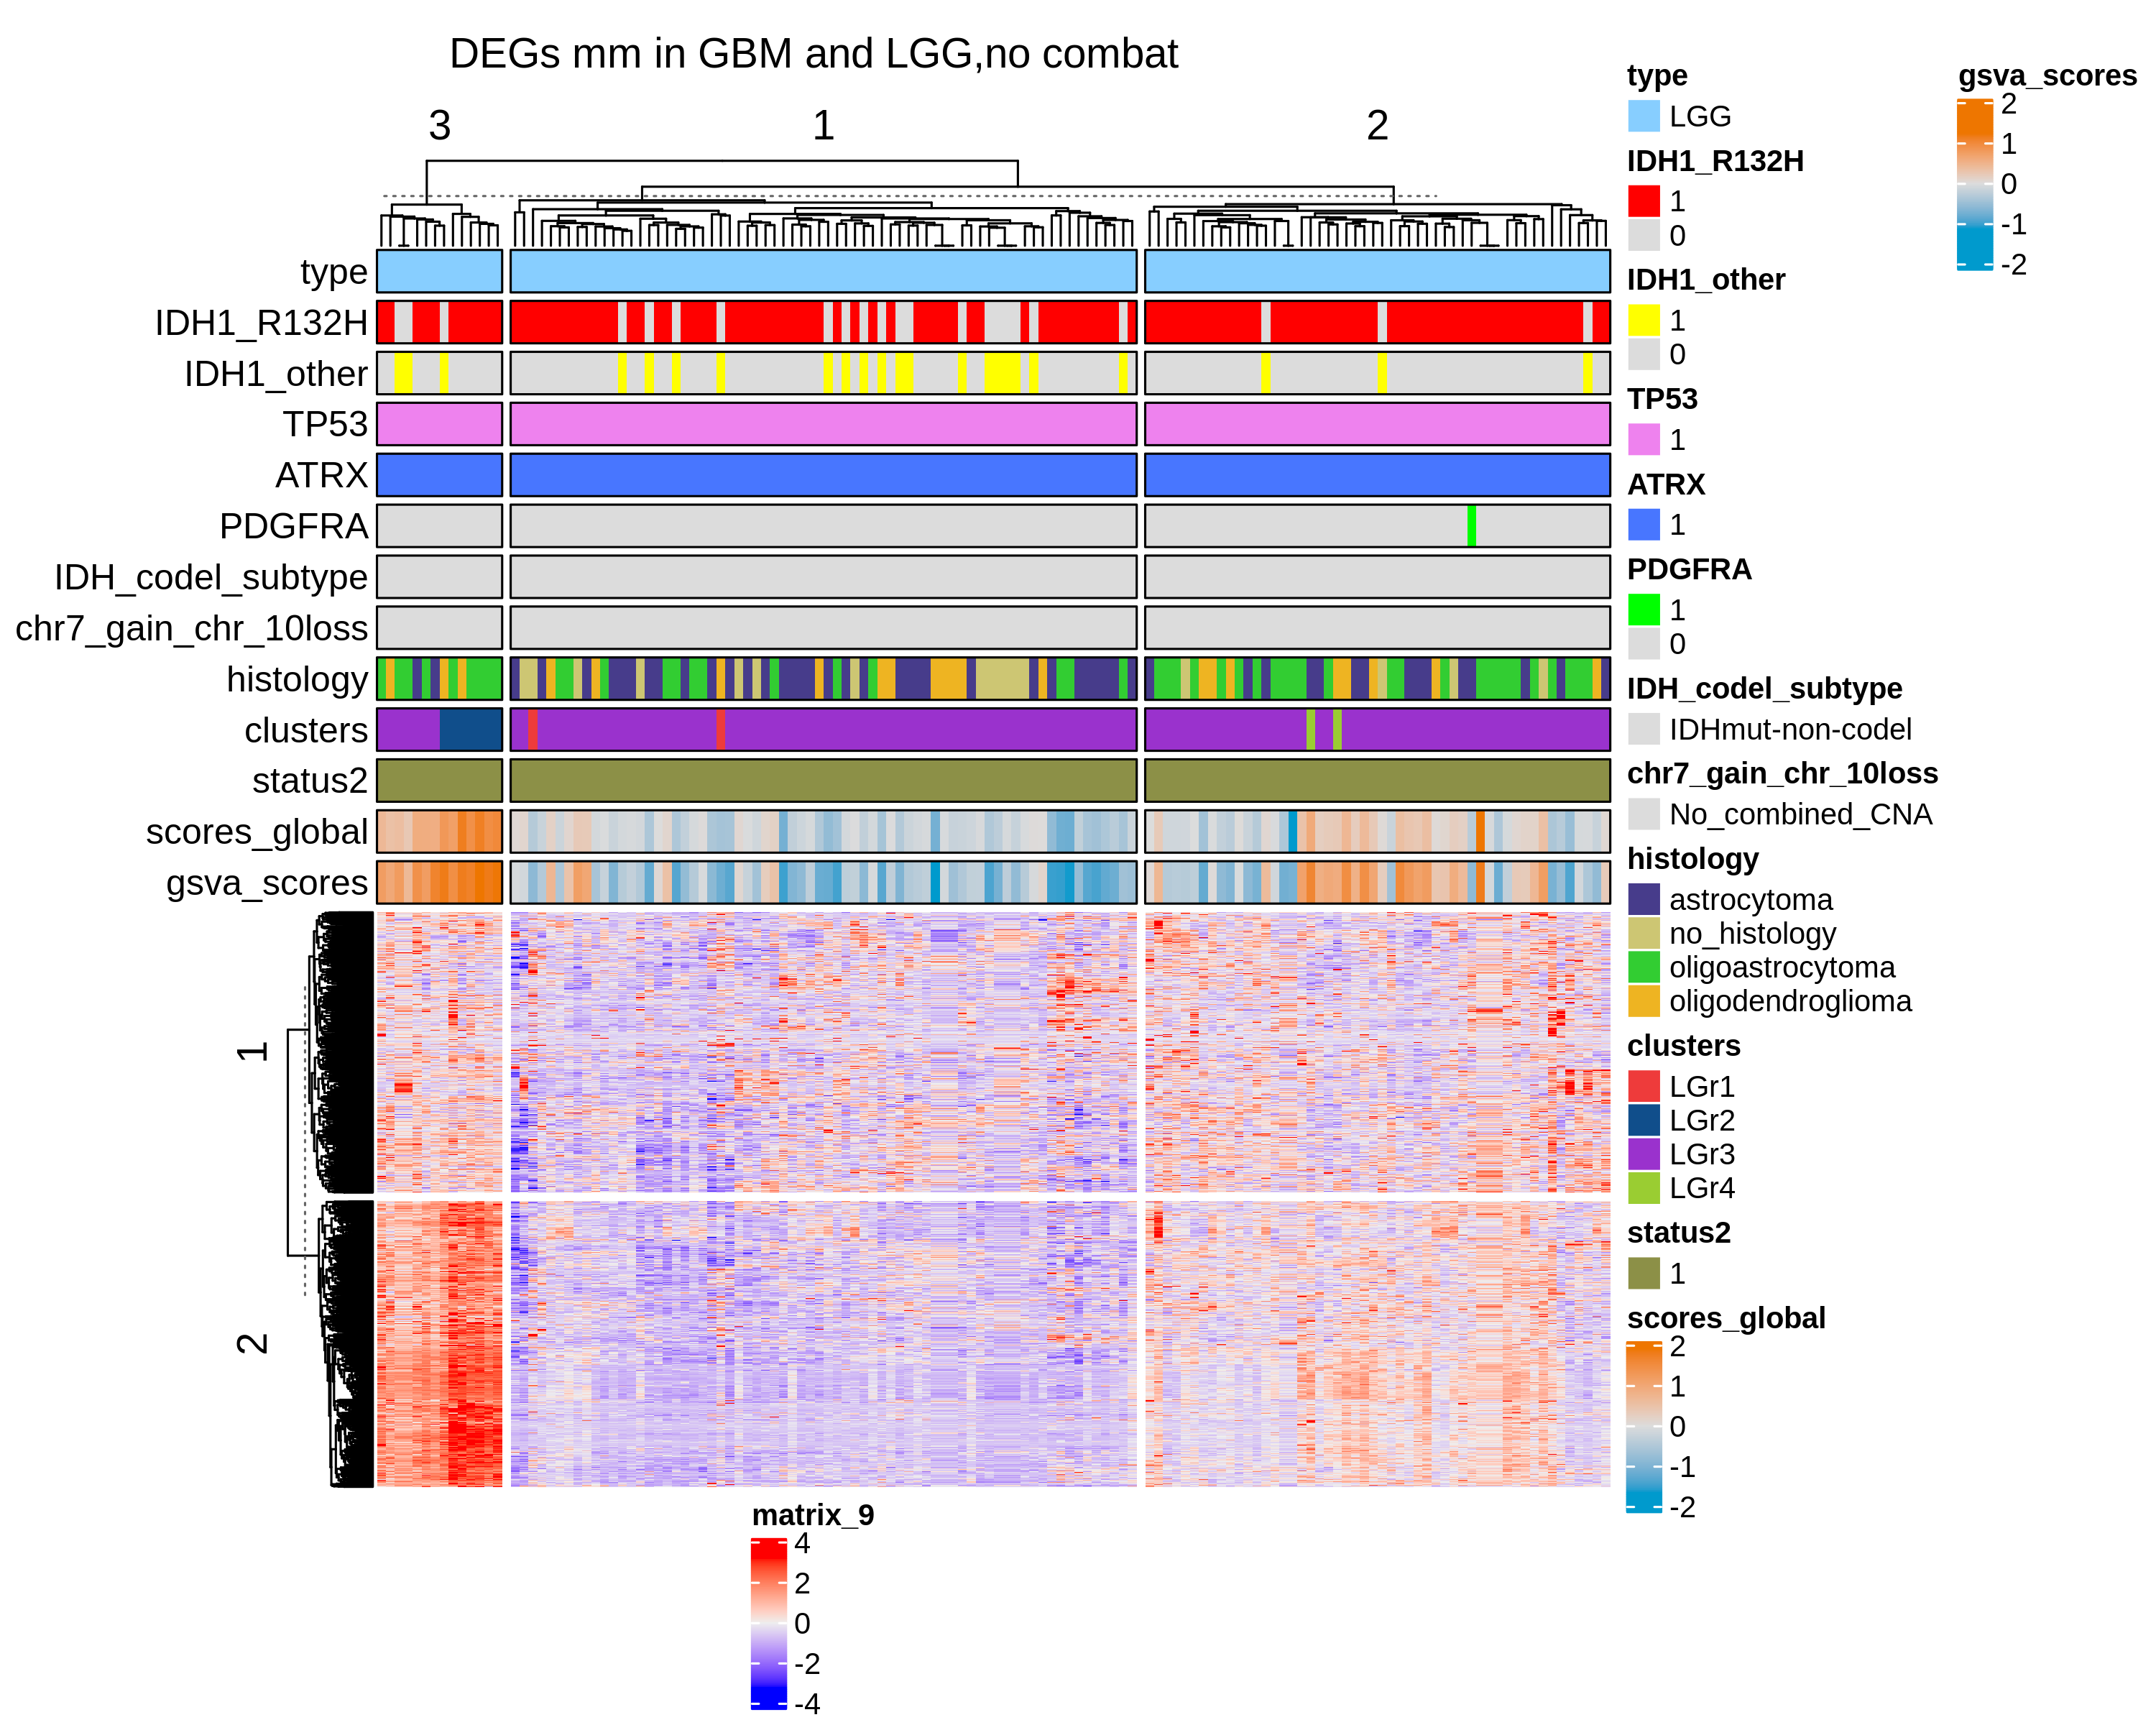 DEGs mm in GBM and LGG,no combat
3
1
2
type
IDH1_R132H
IDH1_other
TP53
ATRX
PDGFRA
IDH_codel_subtype
chr7_gain_chr_10loss
histology
clusters
status2
scores_global
gsva_scores
1
2
matrix_9
4
2
0
-2
-4
type
LGG
IDH1_R132H
1
0
IDH1_other
1
0
TP53
1
ATRX
1
PDGFRA
1
0
IDH_codel_subtype
IDHmut-non-codel
chr7_gain_chr_10loss
No_combined_CNA
histology
astrocytoma
no_histology
oligoastrocytoma
oligodendroglioma
clusters
LGr1
LGr2
LGr3
LGr4
status2
1
scores_global
2
1
0
-1
-2
gsva_scores
2
1
0
-1
-2